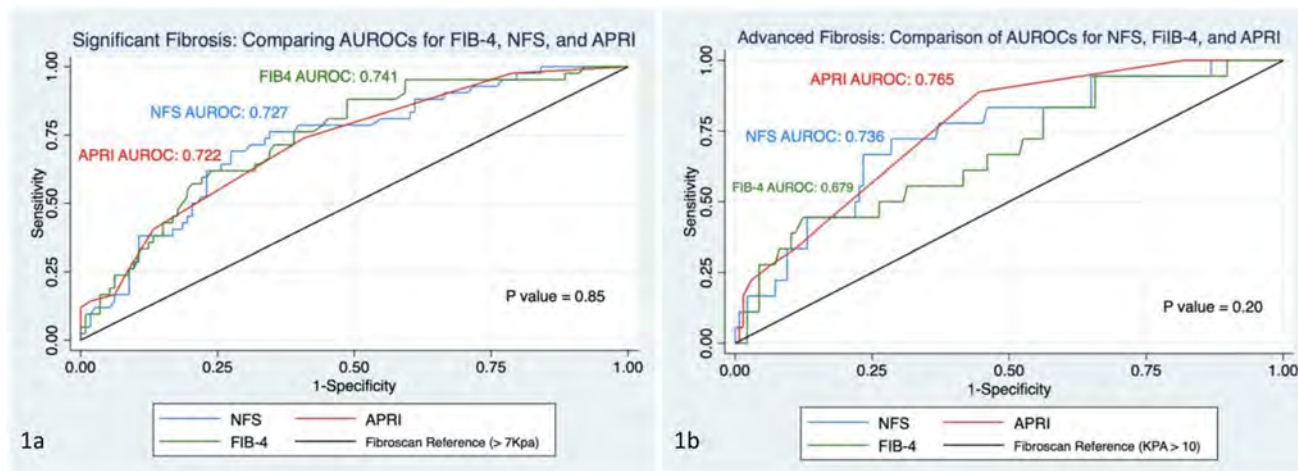 Significant Fibrosis: Comparing AUROCs for FIB-4, NFS, and APRI
1.00
0.75
0.50
0.25
0.00
Sensitivity
FIB4 AUROC: 0.741
NFS AUROC: 0.727
APRI AUROC: 0.722
P value = 0.85
0.00 0.25 0.50 0.75 1.00
1-Specificity
NFS APRI
FIB-4 Fibroscan Reference (> 7Kpa)
1a
Advanced Fibrosis: Comparison of AUROCs for NFS, FIB-4, and APRI
1.00
0.75
0.50
0.25
0.00
Sensitivity
APRI AUROC: 0.765
NFS AUROC: 0.736
FIB-4 AUROC: 0.679
P value = 0.20
0.00 0.25 0.50 0.75 1.00
1-Specificity
NFS APRI
FIB-4 Fibroscan Reference (KPA > 10)
1b